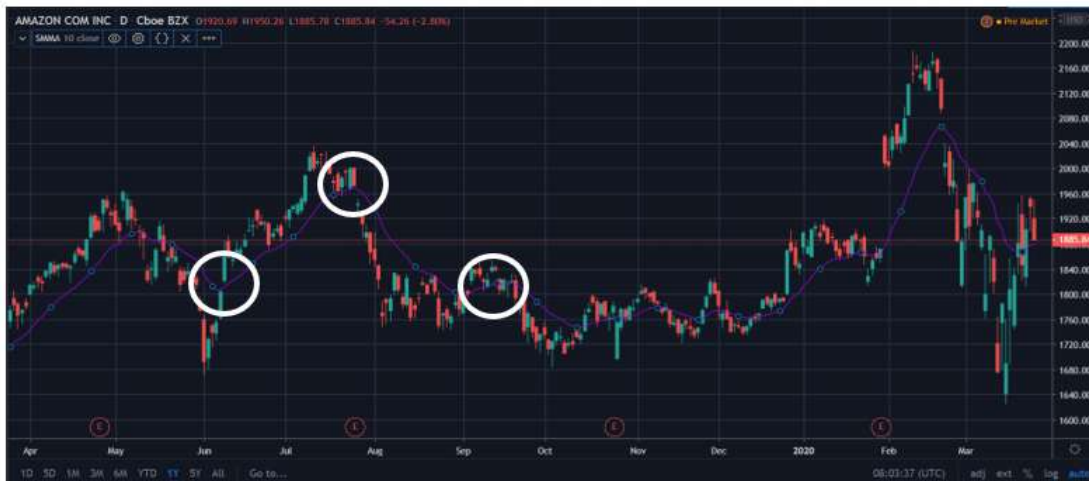 AMAZON COM INC · D · Cboe BZX O1920.69 H1950.26 L1885.78 C1885.84 -54.26 (-2.80%)
Pre Market
SMMA 10 close
2200.00
2160.00
2120.00
2080.00
2040.00
2000.00
1960.00
1920.00
1885.84
1840.00
1800.00
1760.00
1720.00
1680.00
1640.00
1600.00
E E E E
Apr May Jun Jul Aug Sep Oct Nov Dec 2020 Feb Mar
1D 5D 1M 3M 6M YTD 1Y 5Y All Go to... 08:03:37 (UTC) adj ext % log auto